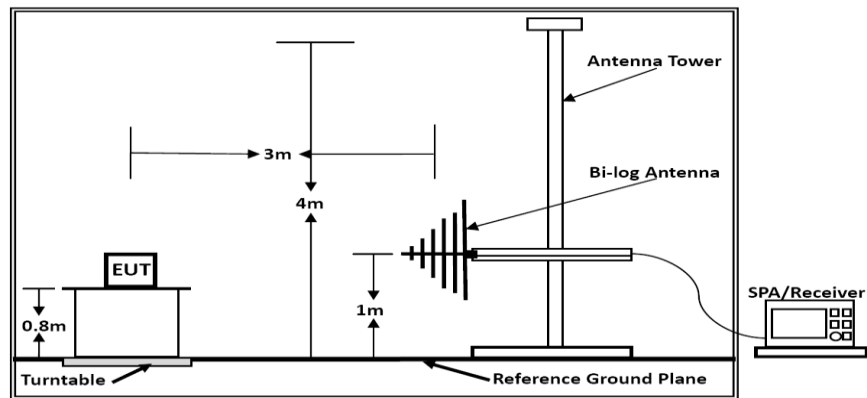 Antenna Tower
3m
Bi-log Antenna
4m
EUT
SPA/Receiver
1m
0.8m
Turntable
Reference Ground Plane